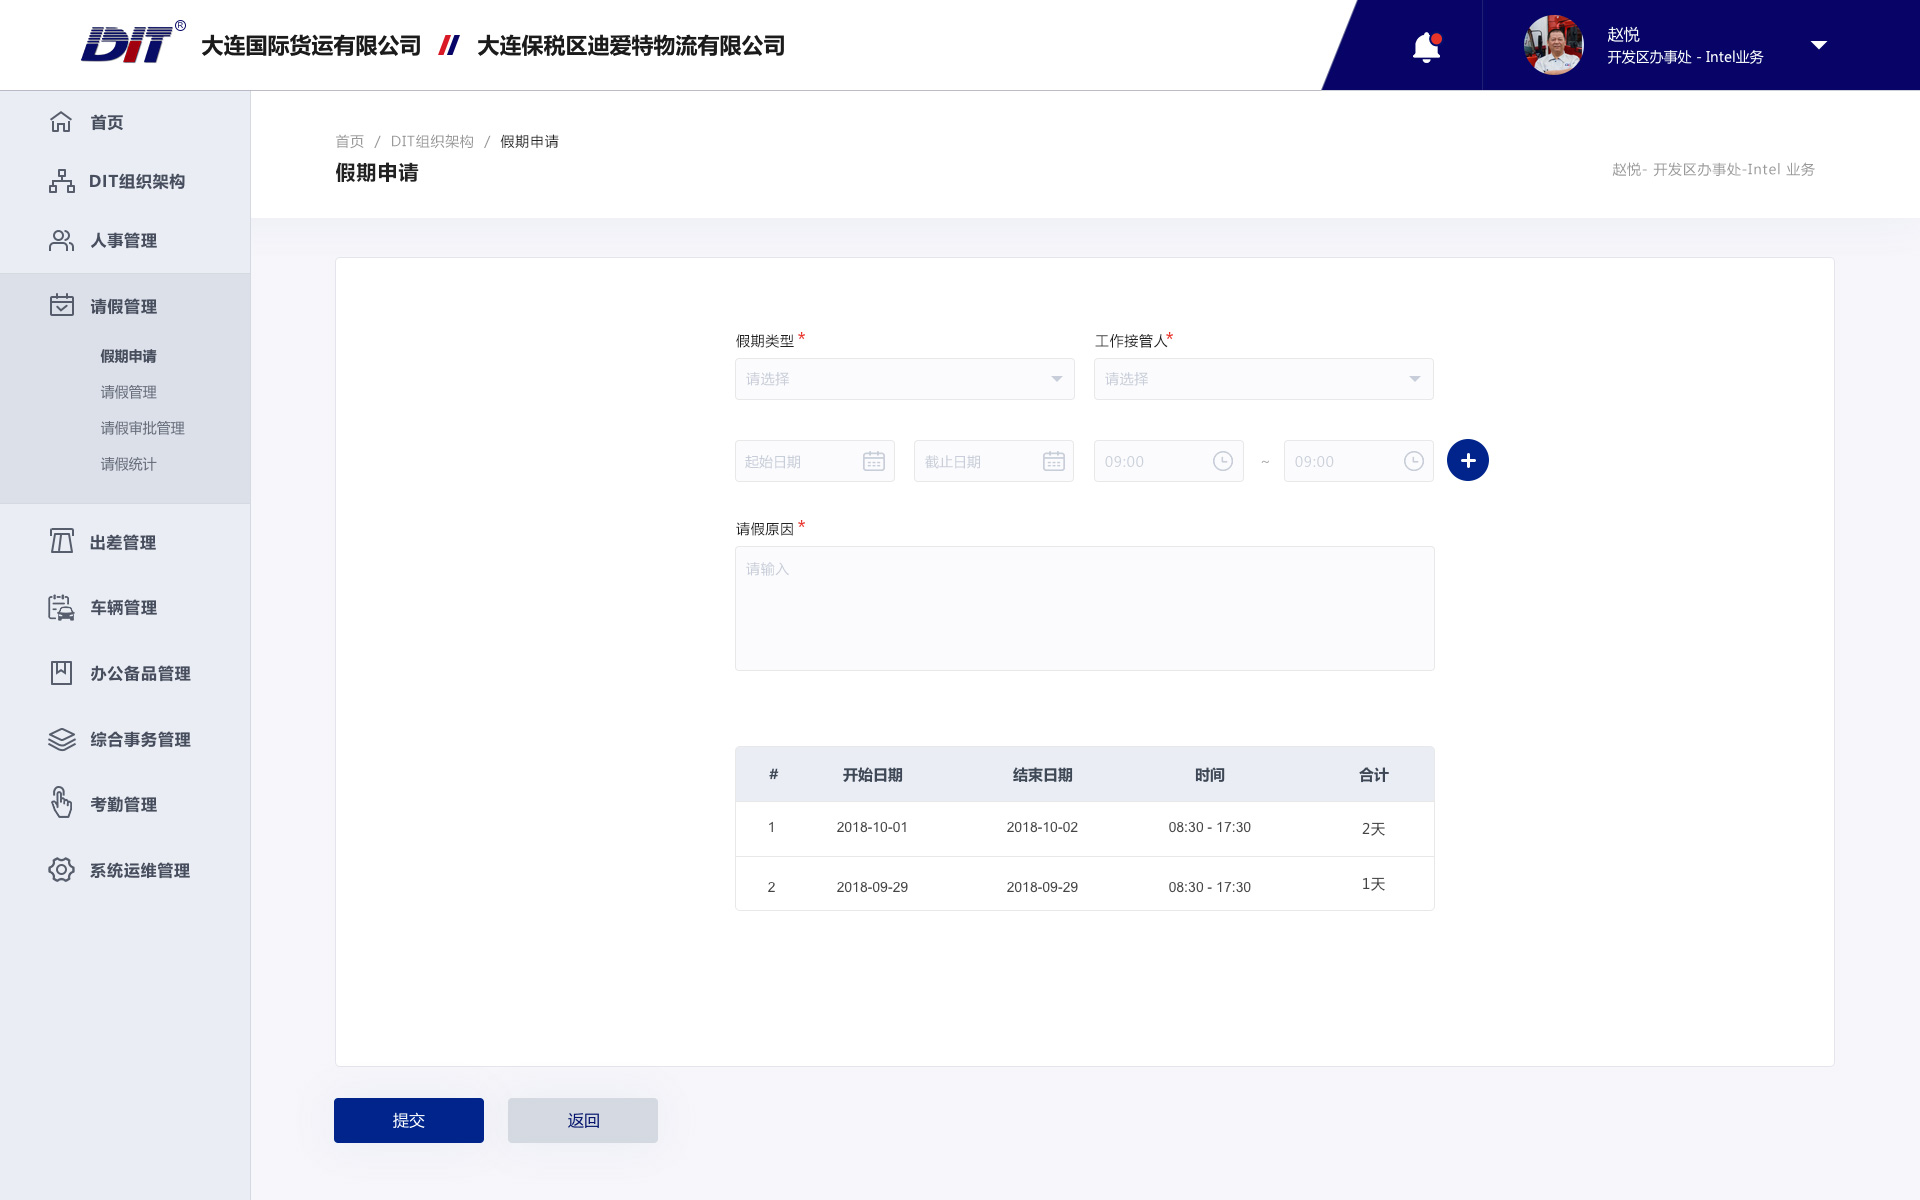 DIT® 大连国际货运有限公司 // 大连保税区迪爱特物流有限公司
赵悦
开发区办事处 - Intel业务
首页
DIT组织架构
人事管理
请假管理
假期申请
请假管理
请假审批管理
请假统计
出差管理
车辆管理
办公备品管理
综合事务管理
考勤管理
系统运维管理
首页 / DIT组织架构 / 假期申请
假期申请
赵悦- 开发区办事处-Intel 业务
假期类型 * 工作接管人*
请选择 请选择
起始日期 截止日期 09:00 ~ 09:00 +
请假原因 *
请输入
# 开始日期 结束日期 时间 合计
1 2018-10-01 2018-10-02 08:30 - 17:30 2天
2 2018-09-29 2018-09-29 08:30 - 17:30 1天
提交 返回